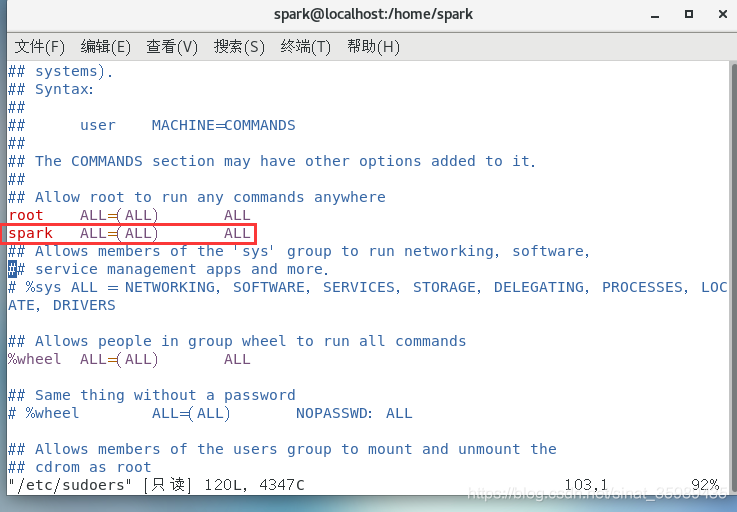 spark@localhost:/home/spark
文件(F) 编辑(E) 查看(V) 搜索(S) 终端(T) 帮助(H)
## systems).
## Syntax:
##
##      user    MACHINE=COMMANDS
##
## The COMMANDS section may have other options added to it.
##
## Allow root to run any commands anywhere
root    ALL=(ALL)       ALL
spark   ALL=(ALL)       ALL
## Allows members of the 'sys' group to run networking, software,
## service management apps and more.
# %sys ALL = NETWORKING, SOFTWARE, SERVICES, STORAGE, DELEGATING, PROCESSES, LOC
ATE, DRIVERS
## Allows people in group wheel to run all commands
%wheel  ALL=(ALL)       ALL
## Same thing without a password
# %wheel        ALL=(ALL)       NOPASSWD: ALL
## Allows members of the users group to mount and unmount the
## cdrom as root
"/etc/sudoers" [只读] 120L, 4347C 103,1 92%